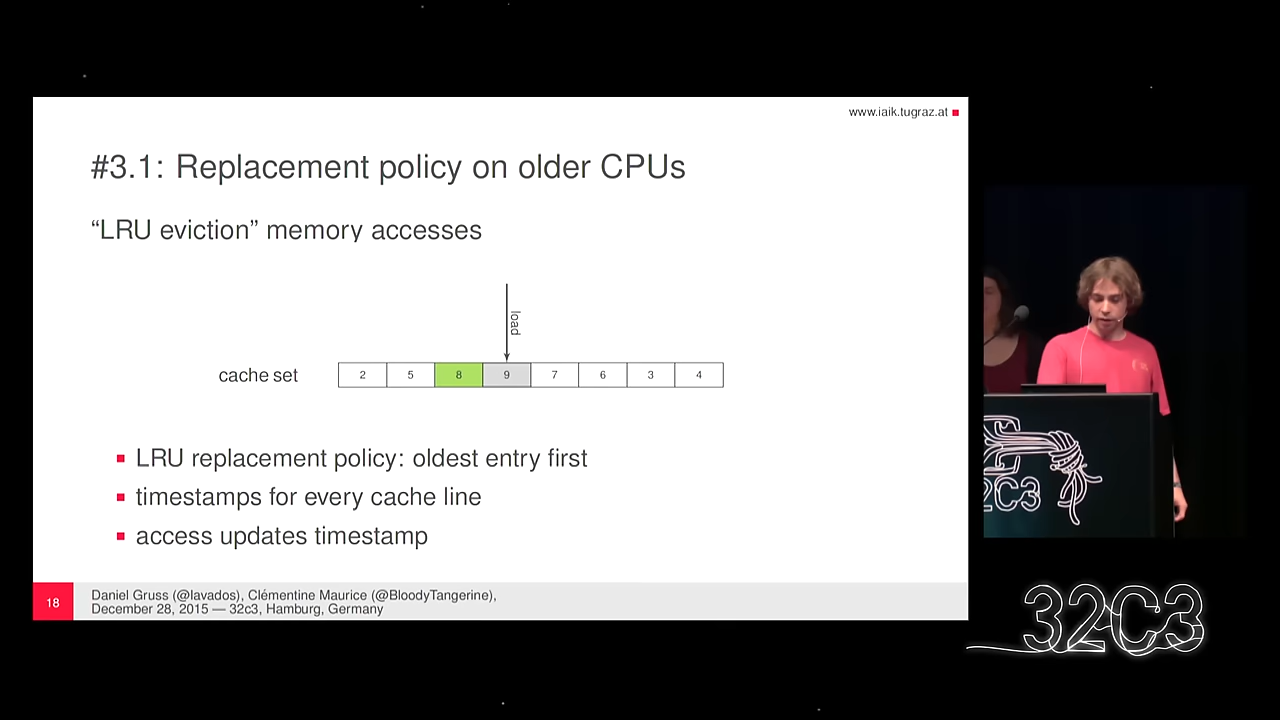 www.iaik.tugraz.at
#3.1: Replacement policy on older CPUs
“LRU eviction” memory accesses
load
cache set 2 5 8 9 7 6 3 4
LRU replacement policy: oldest entry first
timestamps for every cache line
access updates timestamp
18
Daniel Gruss (@lavados), Clémentine Maurice (@BloodyTangerine),
December 28, 2015 — 32c3, Hamburg, Germany
2C3
32C3